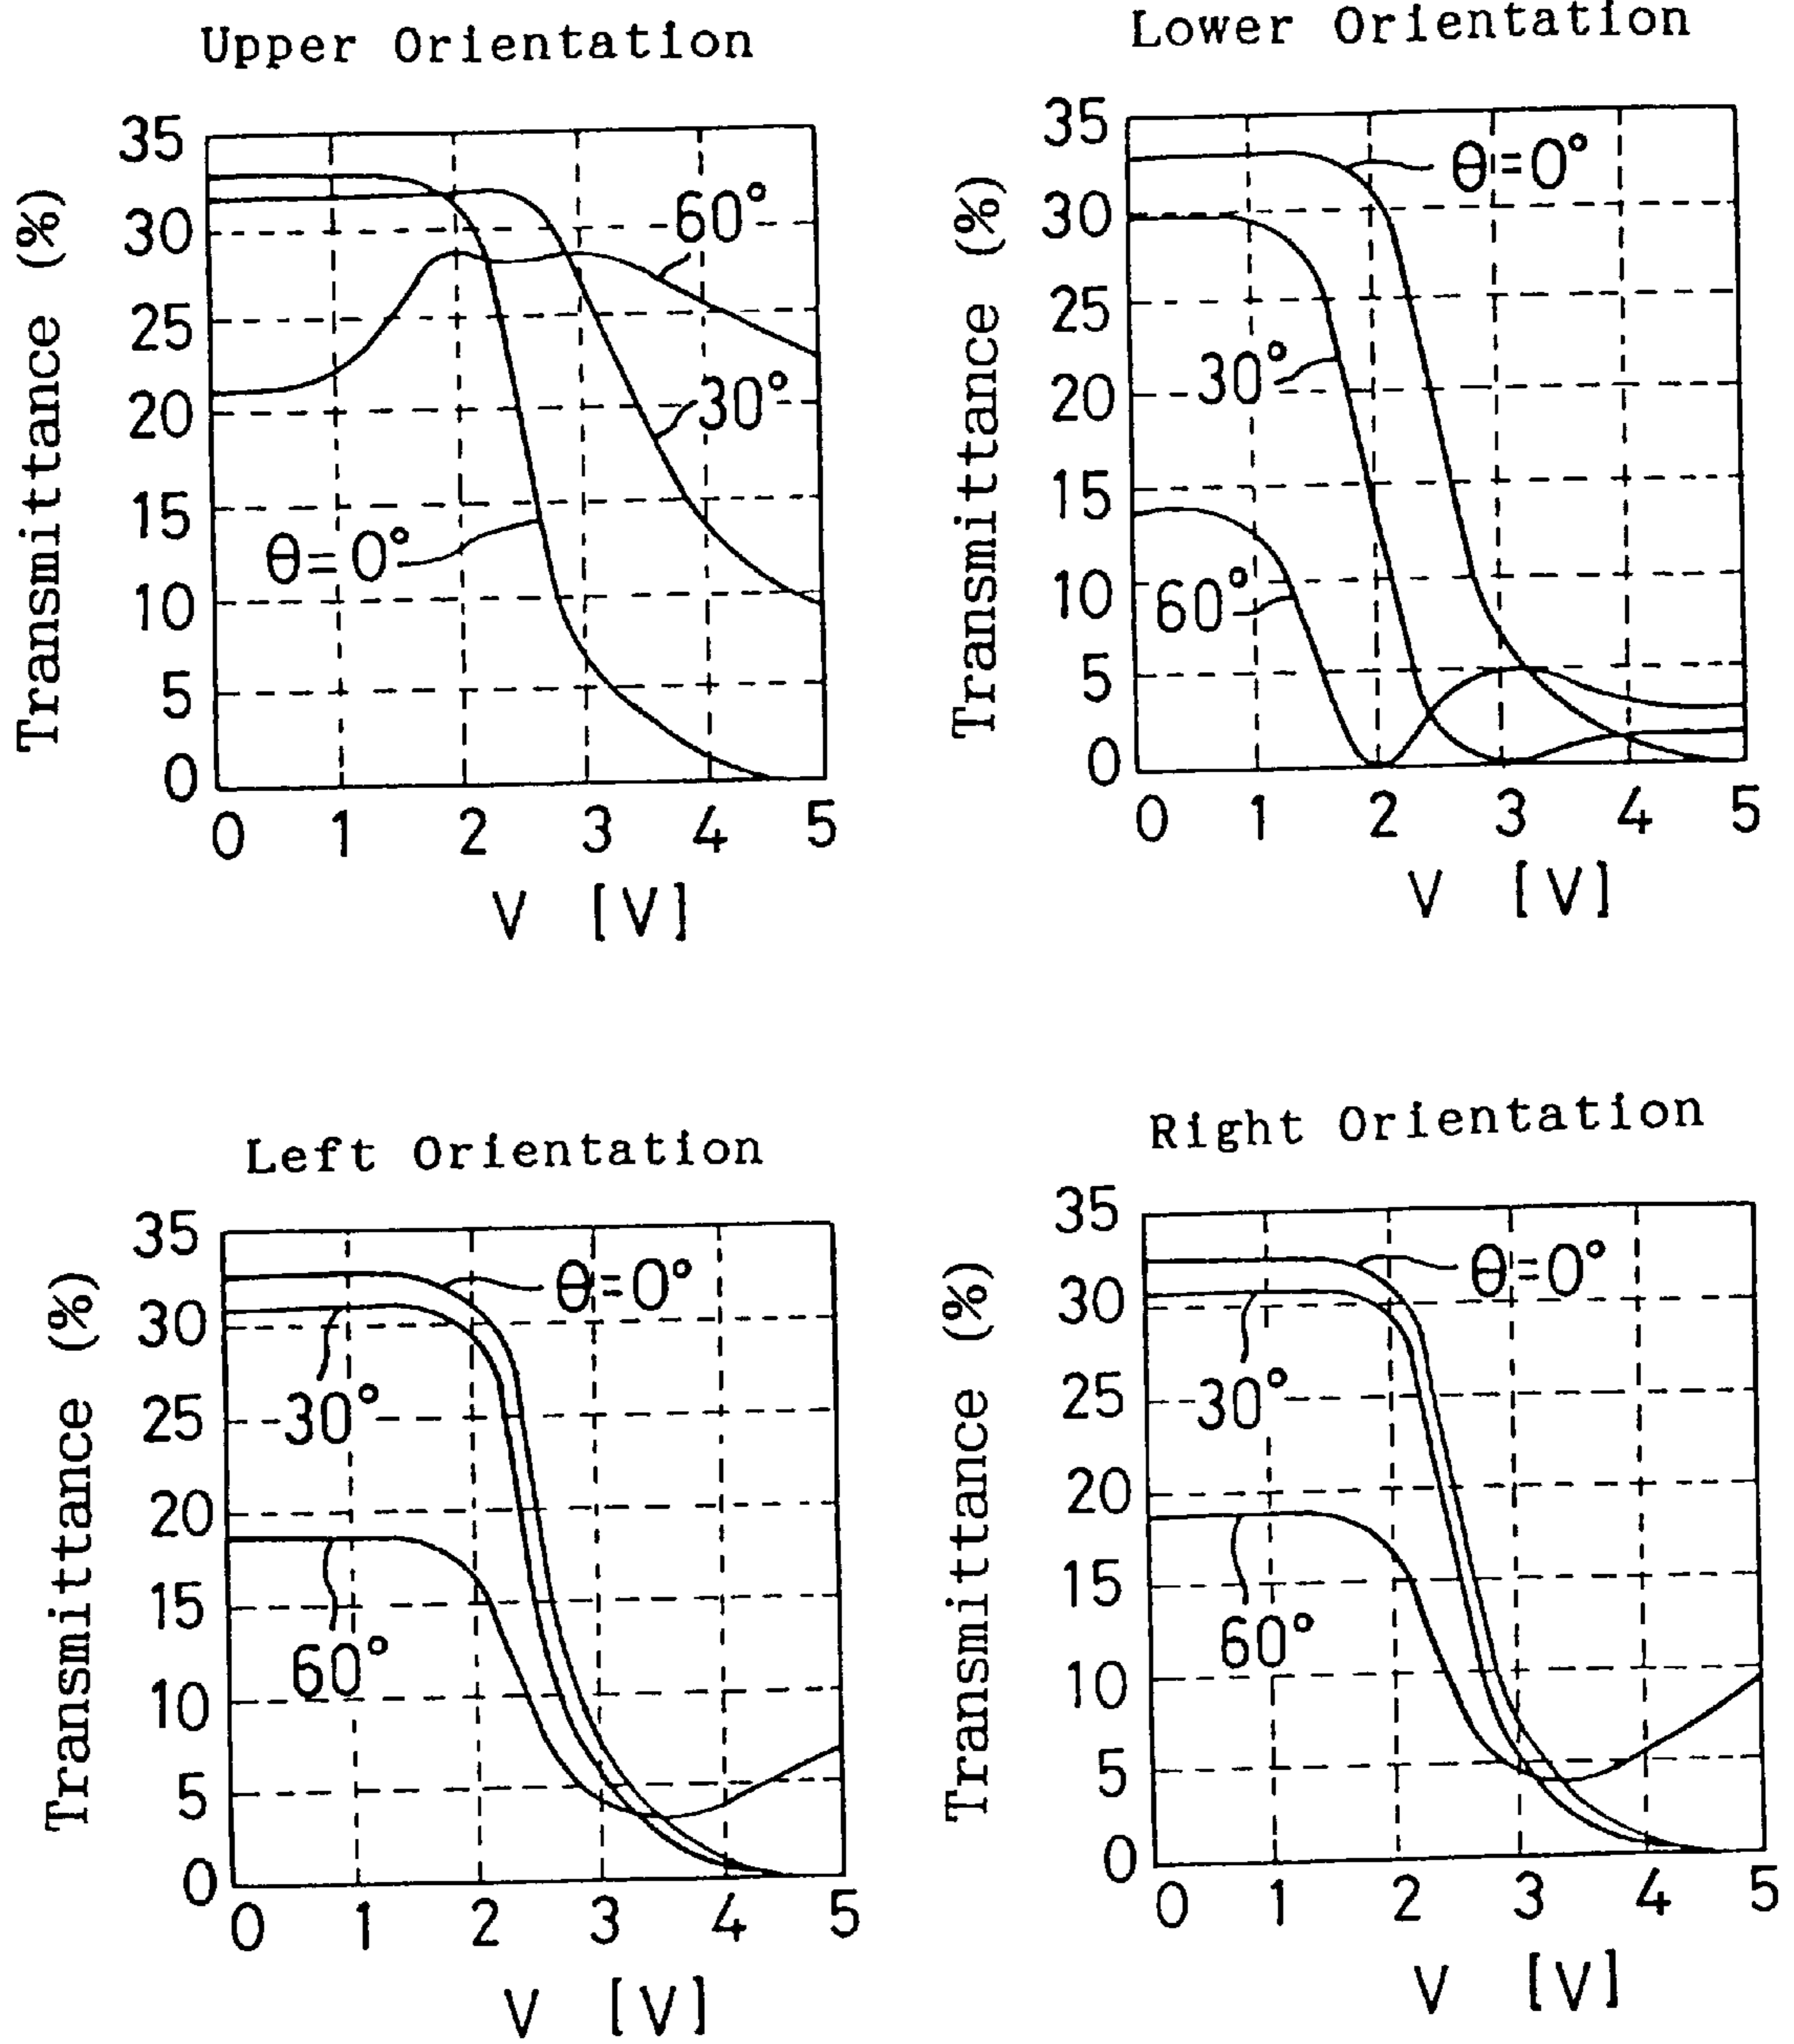 Upper Orientation
Transmittance (%)
35
30
25
20
15
10
5
0
0 1 2 3 4 5
V [V]
60°
30°
θ=0°
Lower Orientation
Transmittance (%)
35
30
25
20
15
10
5
0
0 1 2 3 4 5
V [V]
θ=0°
30°
60°
Left Orientation
Transmittance (%)
35
30
25
20
15
10
5
0
0 1 2 3 4 5
V [V]
θ=0°
30°
60°
Right Orientation
Transmittance (%)
35
30
25
20
15
10
5
0
0 1 2 3 4 5
V [V]
θ=0°
30°
60°